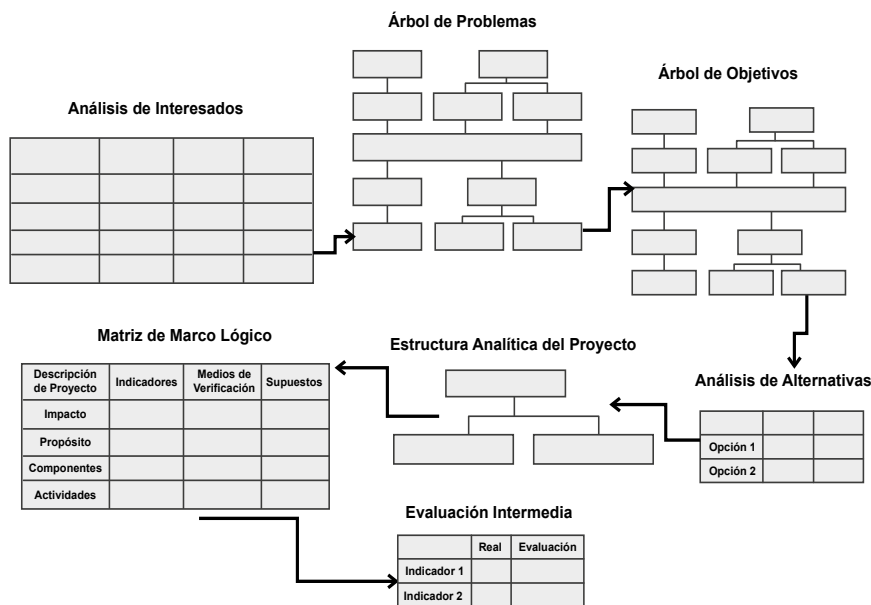 Árbol de Problemas
Árbol de Objetivos
Análisis de Interesados
Matriz de Marco Lógico
Estructura Analítica del Proyecto
Análisis de Alternativas
Descripción
de Proyecto
Indicadores
Medios de
Verificación
Supuestos
Impacto
Propósito
Componentes
Actividades
Opción 1
Opción 2
Evaluación Intermedia
Real
Evaluación
Indicador 1
Indicador 2